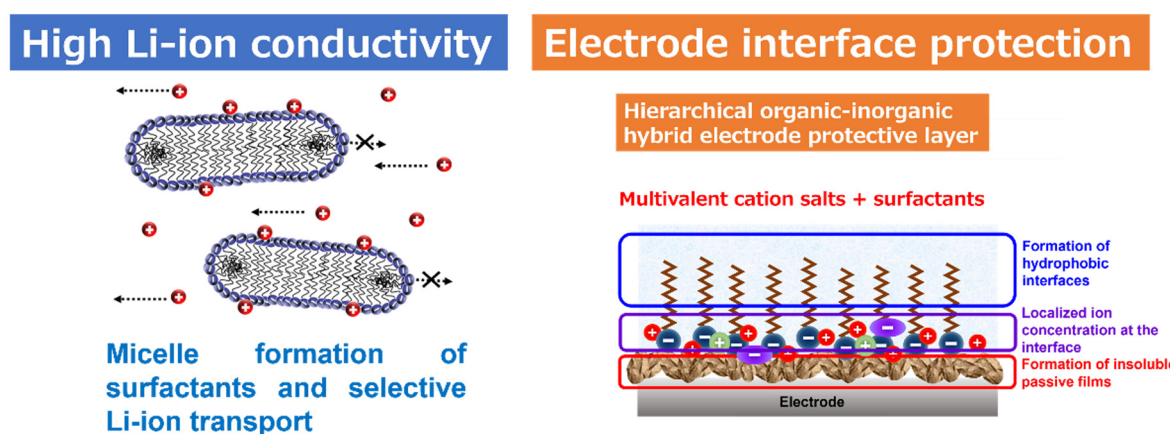 High Li-ion conductivity
Micelle formation of
surfactants and selective
Li-ion transport
Electrode interface protection
Hierarchical organic-inorganic
hybrid electrode protective layer
Multivalent cation salts + surfactants
Formation of
hydrophobic
interfaces
Localized ion
concentration at the
interface
Formation of insoluble
passive films
Electrode